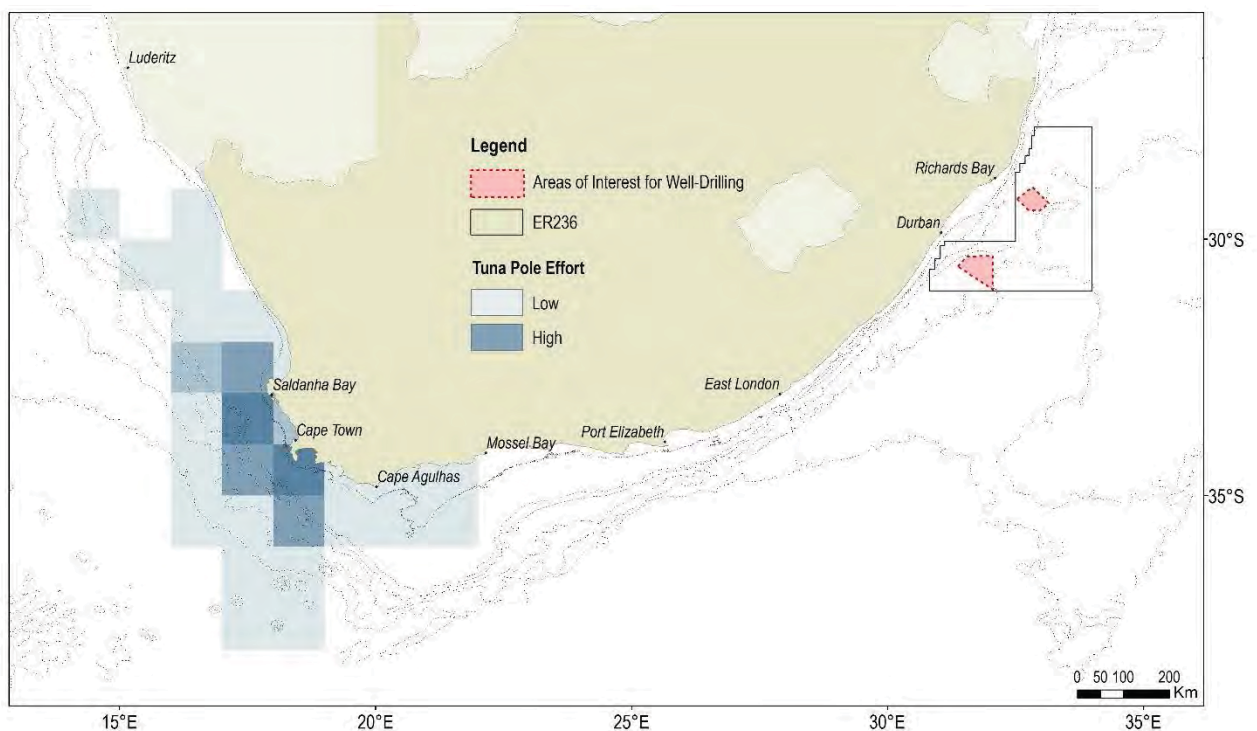 Luderitz
Legend
Areas of Interest for Well-Drilling
ER236
Tuna Pole Effort
Low
High
Richards Bay
Durban
30°S
Saldanha Bay
Cape Town
East London
Port Elizabeth
Mossel Bay
Cape Agulhas
35°S
0 50 100 200
Km
15°E 20°E 25°E 30°E 35°E